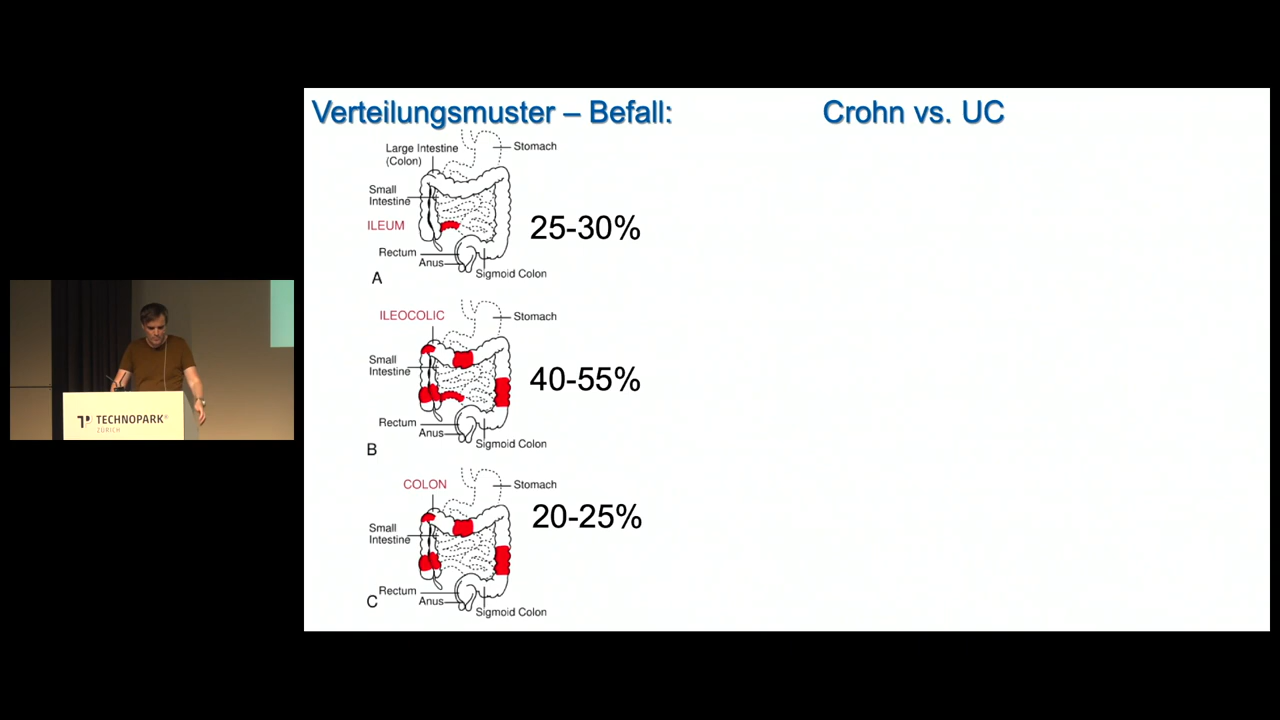 Verteilungsmuster – Befall: Crohn vs. UC
Large Intestine
(Colon)
Stomach
Small
Intestine
ILEUM
25-30%
Rectum
Anus
Sigmoid Colon
A
ILEOCOLIC
Stomach
Small
Intestine
40-55%
Rectum
Anus
Sigmoid Colon
B
COLON
Stomach
20-25%
Small
Intestine
Rectum
Anus
Sigmoid Colon
C
TECHNOPARK®
ZÜRICH